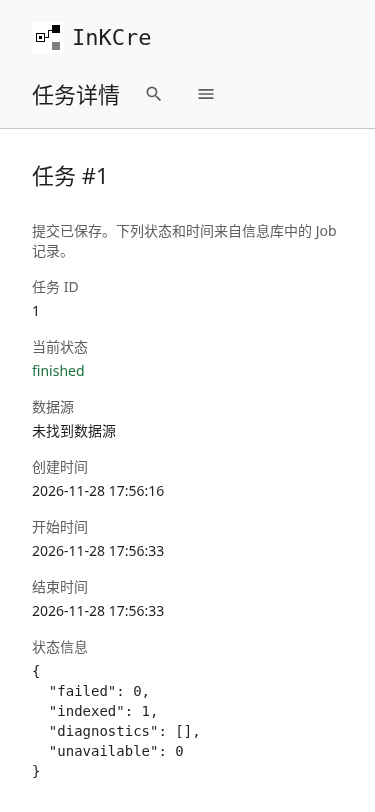 InKCre
任务详情
任务 #1
提交已保存。下列状态和时间来自信息库中的 Job
记录。
任务 ID
1
当前状态
finished
数据源
未找到数据源
创建时间
2026-11-28 17:56:16
开始时间
2026-11-28 17:56:33
结束时间
2026-11-28 17:56:33
状态信息
{
  "failed": 0,
  "indexed": 1,
  "diagnostics": [],
  "unavailable": 0
}